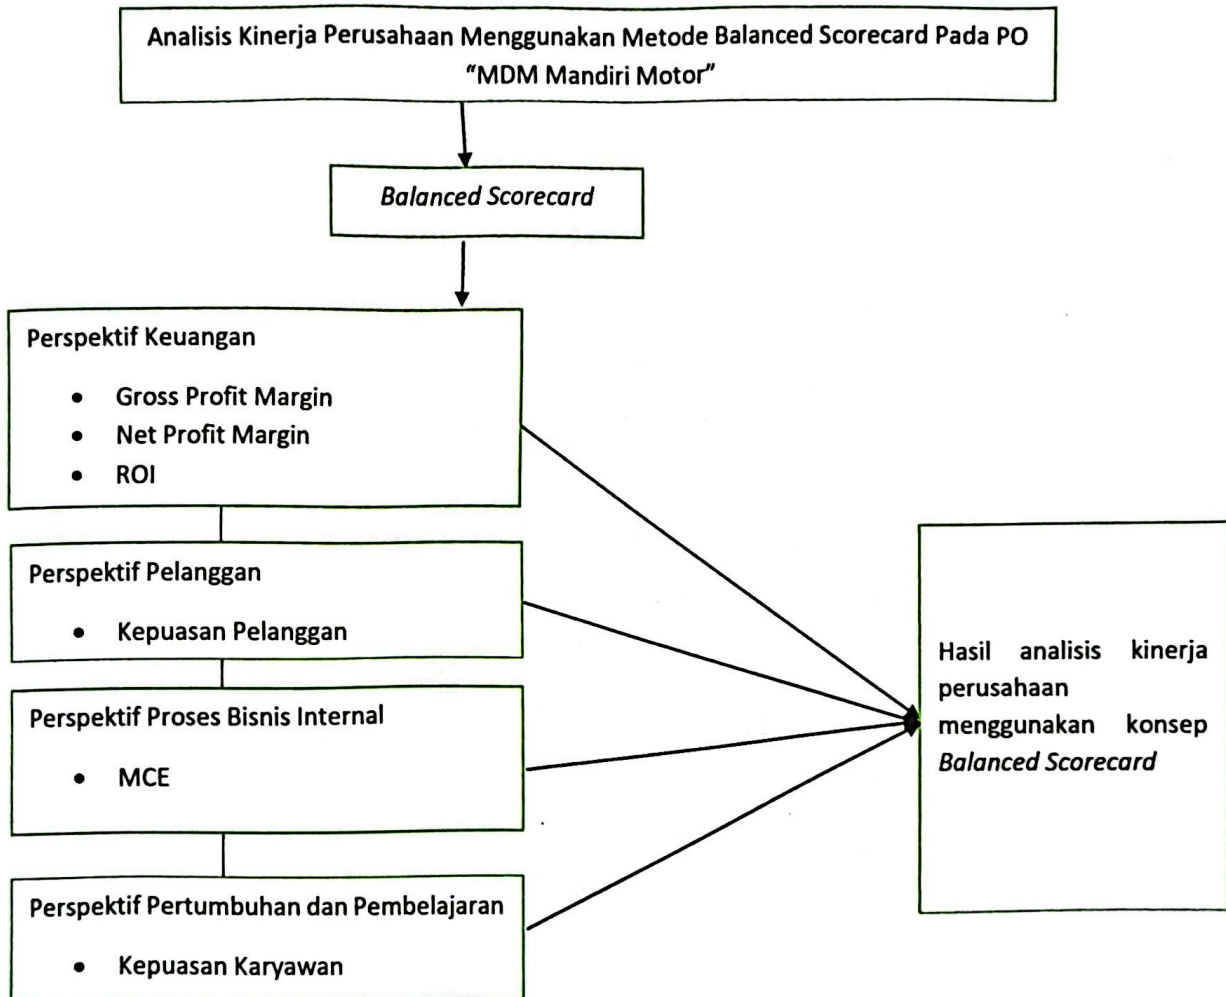 Analisis Kinerja Perusahaan Menggunakan Metode Balanced Scorecard Pada PO
“MDM Mandiri Motor”
Balanced Scorecard
Perspektif Keuangan
• Gross Profit Margin
• Net Profit Margin
• ROI
Perspektif Pelanggan
• Kepuasan Pelanggan
Perspektif Proses Bisnis Internal
• MCE
Perspektif Pertumbuhan dan Pembelajaran
• Kepuasan Karyawan
Hasil analisis kinerja
perusahaan
menggunakan konsep
Balanced Scorecard